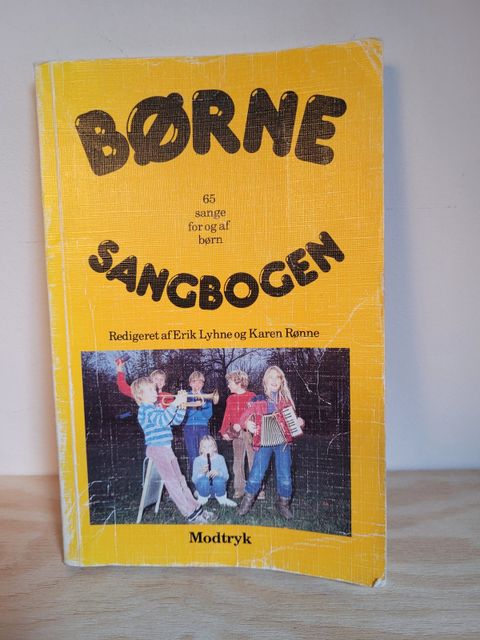 BØRNE
65
sange
for og af
børn
SANGBOGEN
Redigeret af Erik Lyhne og Karen Rønne
Modtryk